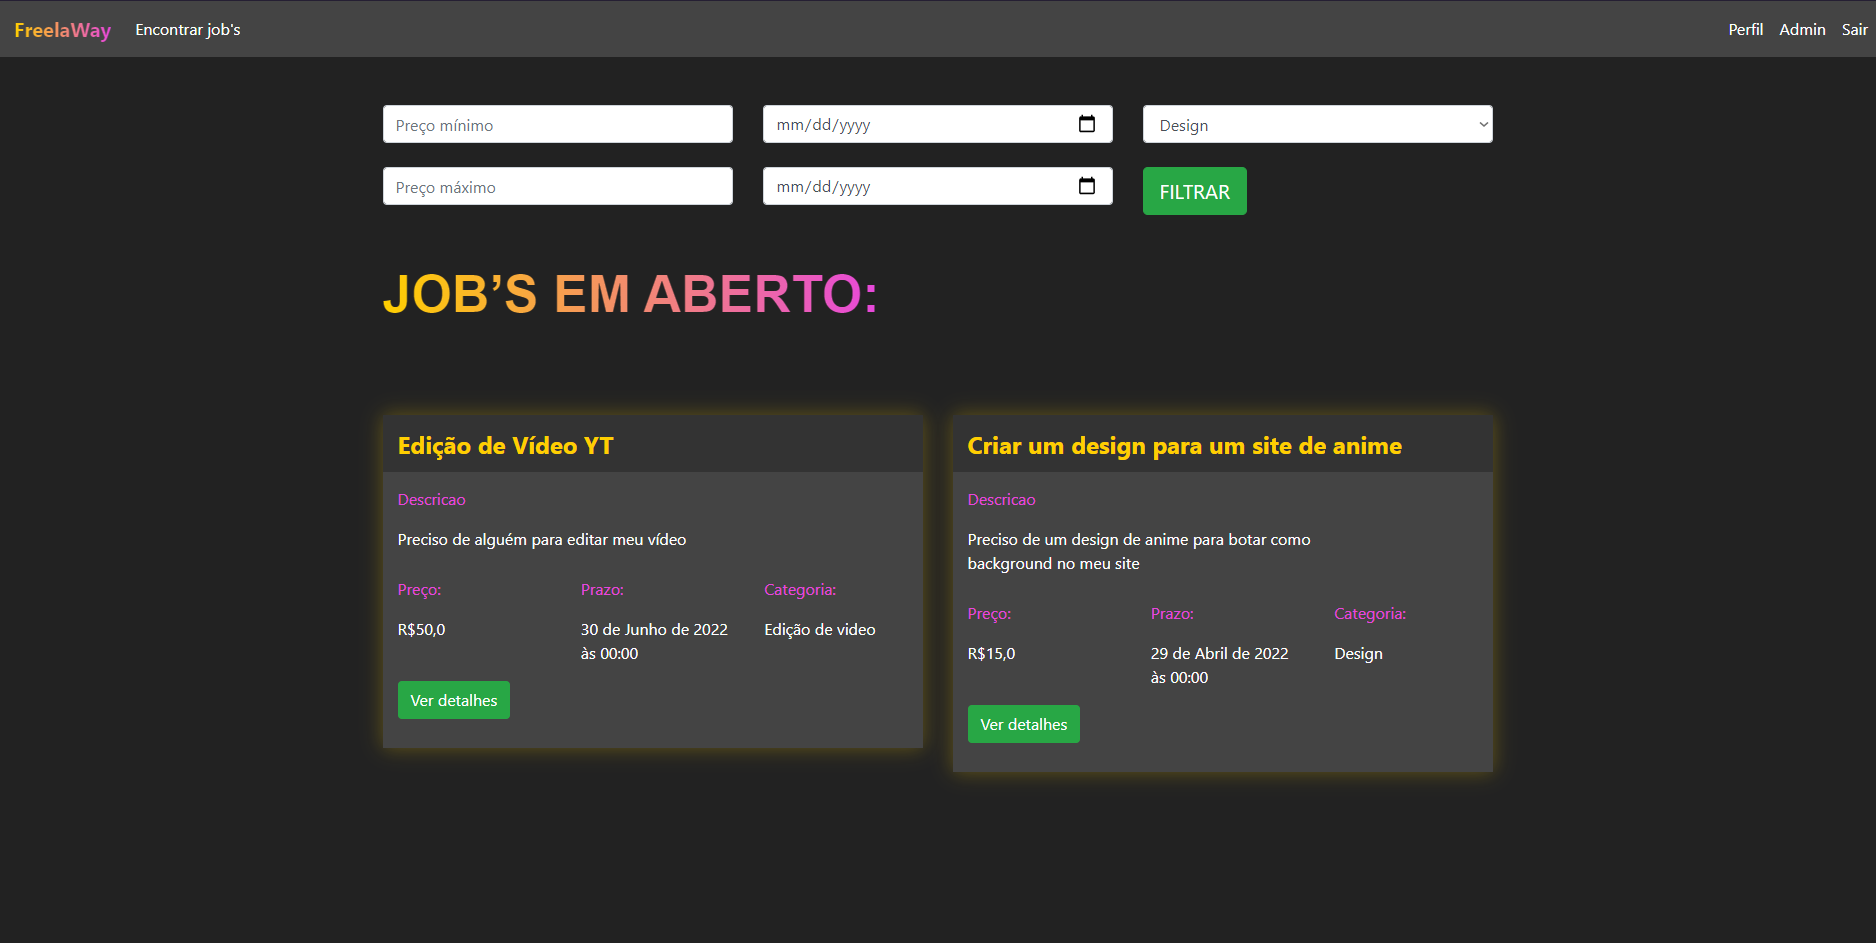 FreelaWay Encontrar job's Perfil Admin Sair
Preço mínimo mm/dd/yyyy Design
Preço máximo mm/dd/yyyy FILTRAR
JOB’S EM ABERTO:
Edição de Vídeo YT
Descricao
Preciso de alguém para editar meu vídeo
Preço: Prazo: Categoria:
R$50,0 30 de Junho de 2022 Edição de video
às 00:00
Ver detalhes
Criar um design para um site de anime
Descricao
Preciso de um design de anime para botar como
background no meu site
Preço: Prazo: Categoria:
R$15,0 29 de Abril de 2022 Design
às 00:00
Ver detalhes